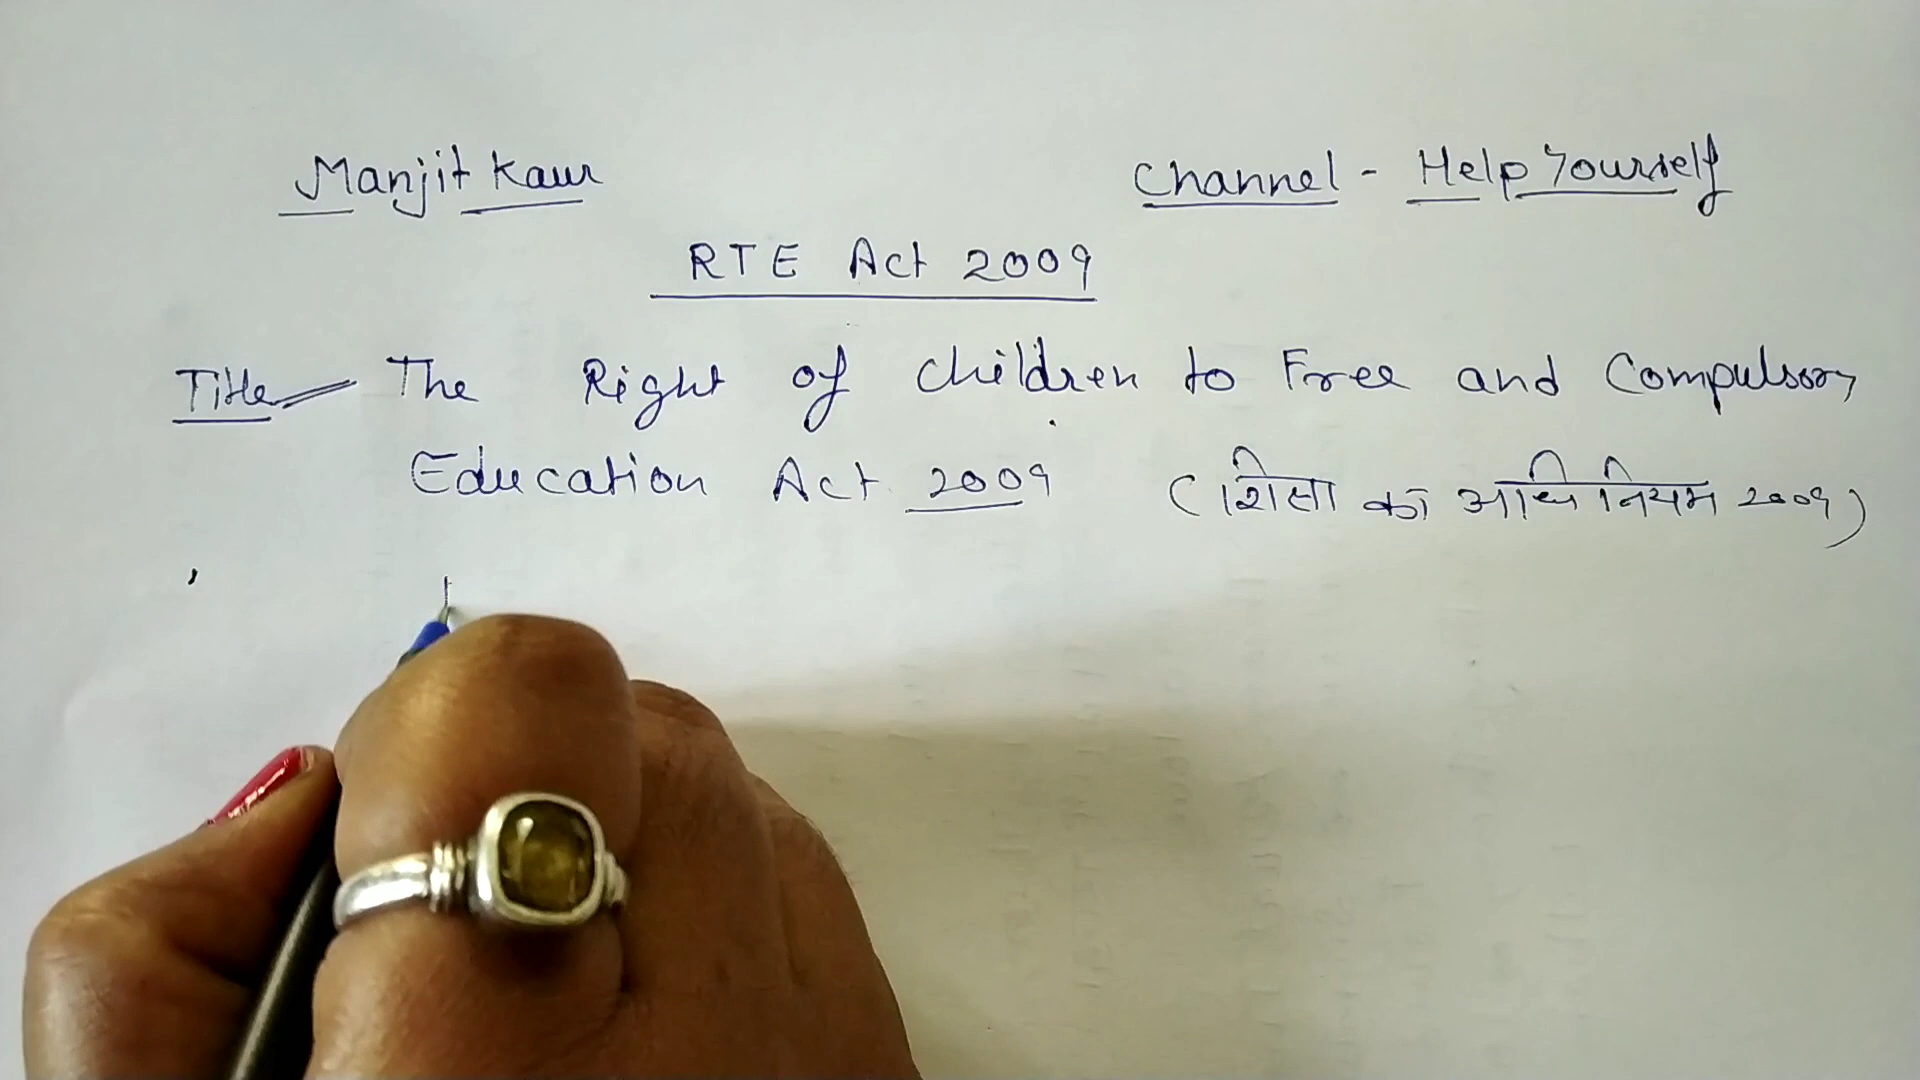 Manjit Kaur Channel - Help Yourself
RTE Act 2009
Title The Right of Children to Free and Compulsory
Education Act 2009 (शिक्षा का अधिनियम 2009)